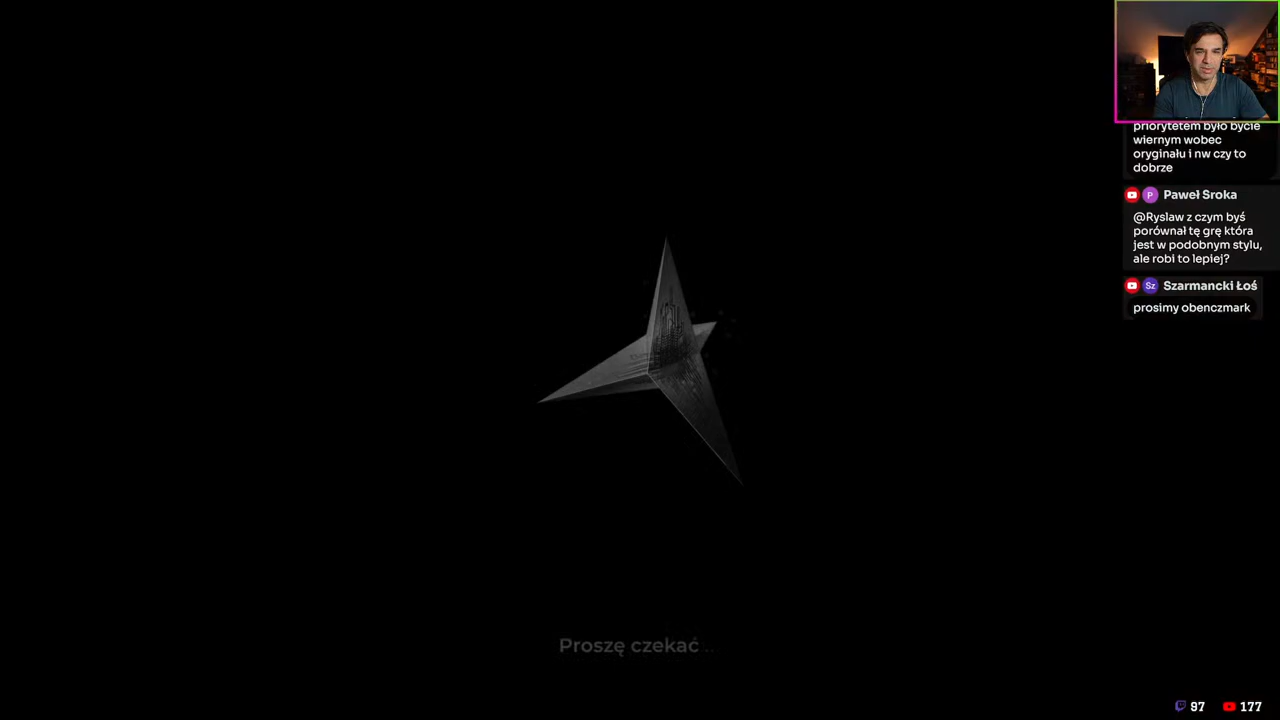 priorytetem było bycie
wiernym wobec
oryginału i nw czy to
dobrze
P Paweł Sroka
@Ryslaw z czym byś
porównał tę grę która
jest w podobnym stylu,
ale robi to lepiej?
Sz Szarmancki Łoś
prosimy obenczmark
Proszę czekać ..
97 177